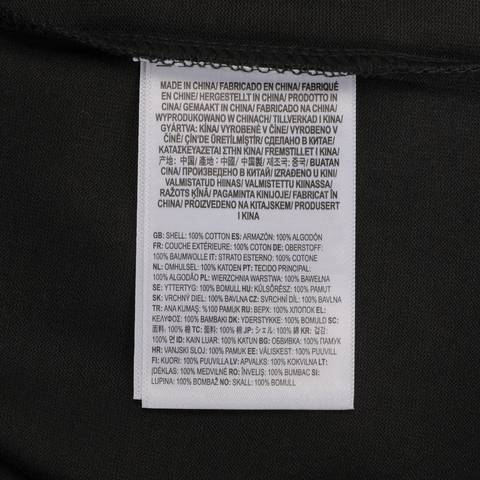 MADE IN CHINA/ FABRICADO EN CHINA/ FABRIQUÉ
EN CHINE/ HERGESTELLT IN CHINA/ PRODOTTO IN
CINA/ GEMAAKT IN CHINA/ FABRICADO NA CHINA/
WYPRODUKOWANO W CHINACH/ TILLVERKAD I KINA/
GYÁRTVA: KÍNA/ VYROBENÉ V ČÍNE/ VYROBENO V
ČÍNĚ/ ÇİN'DE ÜRETİLMİŞTİR/ СДЕЛАНО В КИТАЕ/
ΚΑΤΑΣΚΕΥΑΖΕΤΑΙ ΣΤΗΝ ΚΙΝΑ/ FREMSTILLET I KINA/
产地: 中国/ 產地: 中國/ 中国製/ 제조국: 중국/ BUATAN
CINA/ ПРОИЗВЕДЕНО В КИТАЙ/ IZRAĐENO U KINI/
VALMISTATUD HIINAS/ VALMISTETTU KIINASSA/
RAŽOTS ĶĪNĀ/ PAGAMINTA KINIJOJE/ FABRICAT ÎN
CHINA/ PROIZVEDENO NA KITAJSKEM/ PRODUSERT
I KINA
GB: SHELL: 100% COTTON ES: ARMAZÓN: 100% ALGODÓN
FR: COUCHE EXTÉRIEURE: 100% COTON DE: OBERSTOFF:
100% BAUMWOLLE IT: STRATO ESTERNO: 100% COTONE
NL: OMHULSEL: 100% KATOEN PT: TECIDO PRINCIPAL:
100% ALGODÃO PL: WIERZCHNIA WARSTWA: 100% BAWEŁNA
SE: YTTERTYG: 100% BOMULL HU: KÜLSŐRÉSZ: 100% PAMUT
SK: VRCHNÝ DIEL: 100% BAVLNA CZ: SVRCHNÍ DÍL: 100% BAVLNA
TR: ANA KUMAŞ: %100 PAMUK RU: ВЕРХ: 100% ХЛОПОК EL:
ΚΕΛΥΦΟΣ: 100% ΒΑΜΒΑΚΙ DK: YDERSTYKKE: 100% BOMULD SC:
面料: 100% 棉 TC: 面料: 100% 棉 JP: シェル: 100% 綿 KR: 겉감:
100% 면 ID: KAIN LUAR: 100% KATUN BG: ОБВИВКА: 100% ПАМУК
HR: VANJSKI SLOJ: 100% PAMUK EE: VÄLISKEST: 100% PUUVILL
FI: KUORI: 100% PUUVILLA LV: APVALKS: 100% KOKVILNA LT:
ĮDĖKLAS: 100% MEDVILNĖ RO: ÎNVELIȘ: 100% BUMBAC SI:
LUPINA: 100% BOMBAŽ NO: SKALL: 100% BOMULL